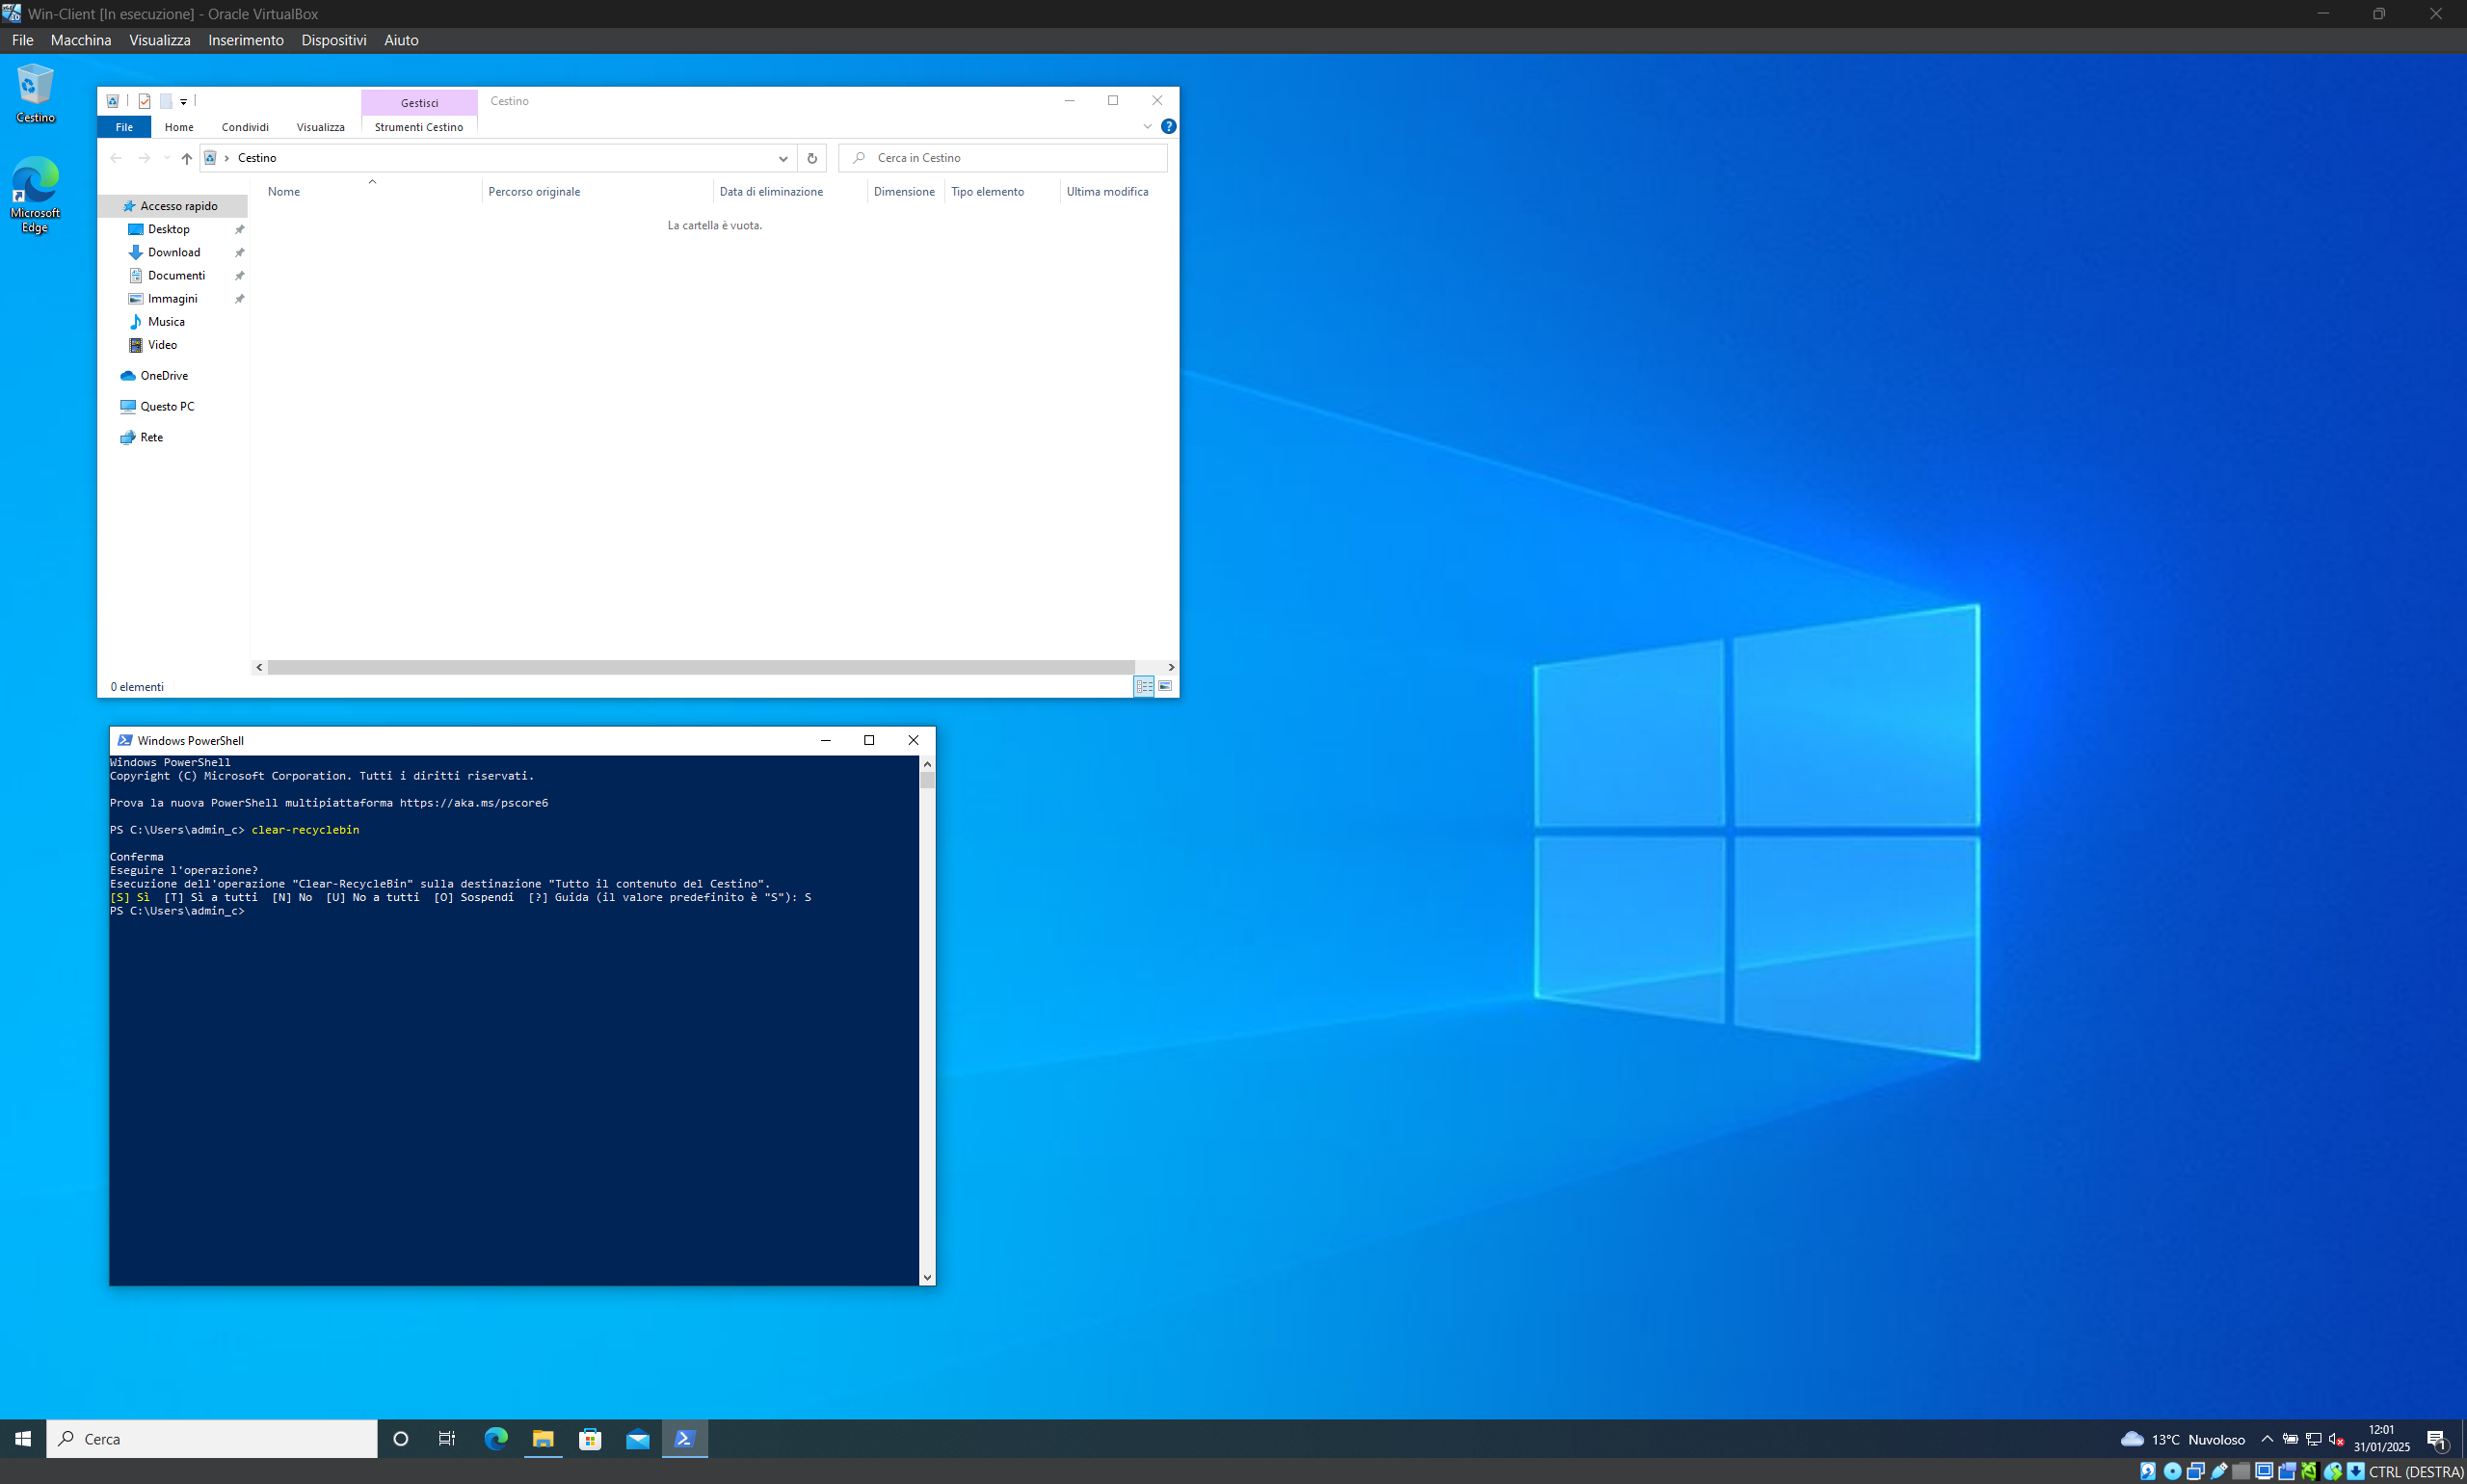 Win-Client [In esecuzione] - Oracle VirtualBox
File Macchina Visualizza Inserimento Dispositivi Aiuto
Cestino
Microsoft
Edge
Gestisci Cestino
File Home Condividi Visualizza Strumenti Cestino
Cestino
Cerca in Cestino
Nome Percorso originale Data di eliminazione Dimensione Tipo elemento Ultima modifica
La cartella è vuota.
Accesso rapido
Desktop
Download
Documenti
Immagini
Musica
Video
OneDrive
Questo PC
Rete
0 elementi
Windows PowerShell
Windows PowerShell
Copyright (C) Microsoft Corporation. Tutti i diritti riservati.
Prova la nuova PowerShell multipiattaforma https://aka.ms/pscore6
PS C:\Users\admin_c> clear-recyclebin
Conferma
Eseguire l'operazione?
Esecuzione dell'operazione "Clear-RecycleBin" sulla destinazione "Tutto il contenuto del Cestino".
[S] Sì [T] Sì a tutti [N] No [U] No a tutti [O] Sospendi [?] Guida (il valore predefinito è "S"): S
PS C:\Users\admin_c>
Cerca
13°C Nuvoloso
12:01
31/01/2025
1
CTRL (DESTRA)